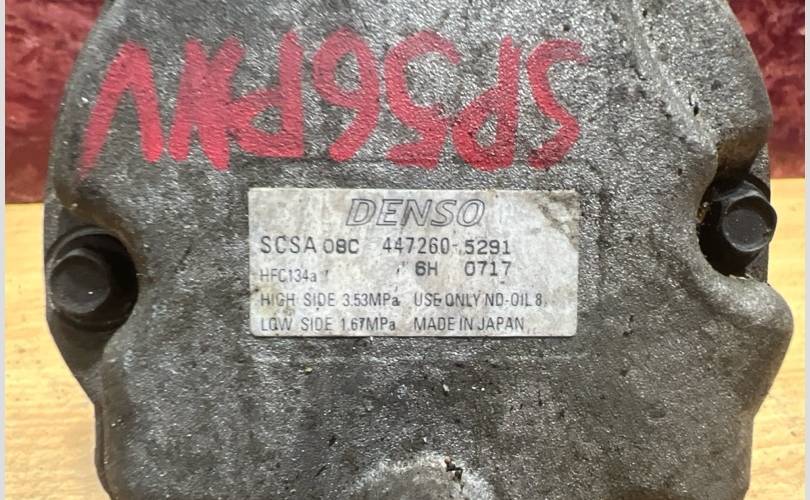 SP56PWV
DENSO
SCSA 08C 447260-5291
HFC134a 6H 0717
HIGH SIDE 3.53MPa USE ONLY ND-OIL 8
LOW SIDE 1.67MPa MADE IN JAPAN